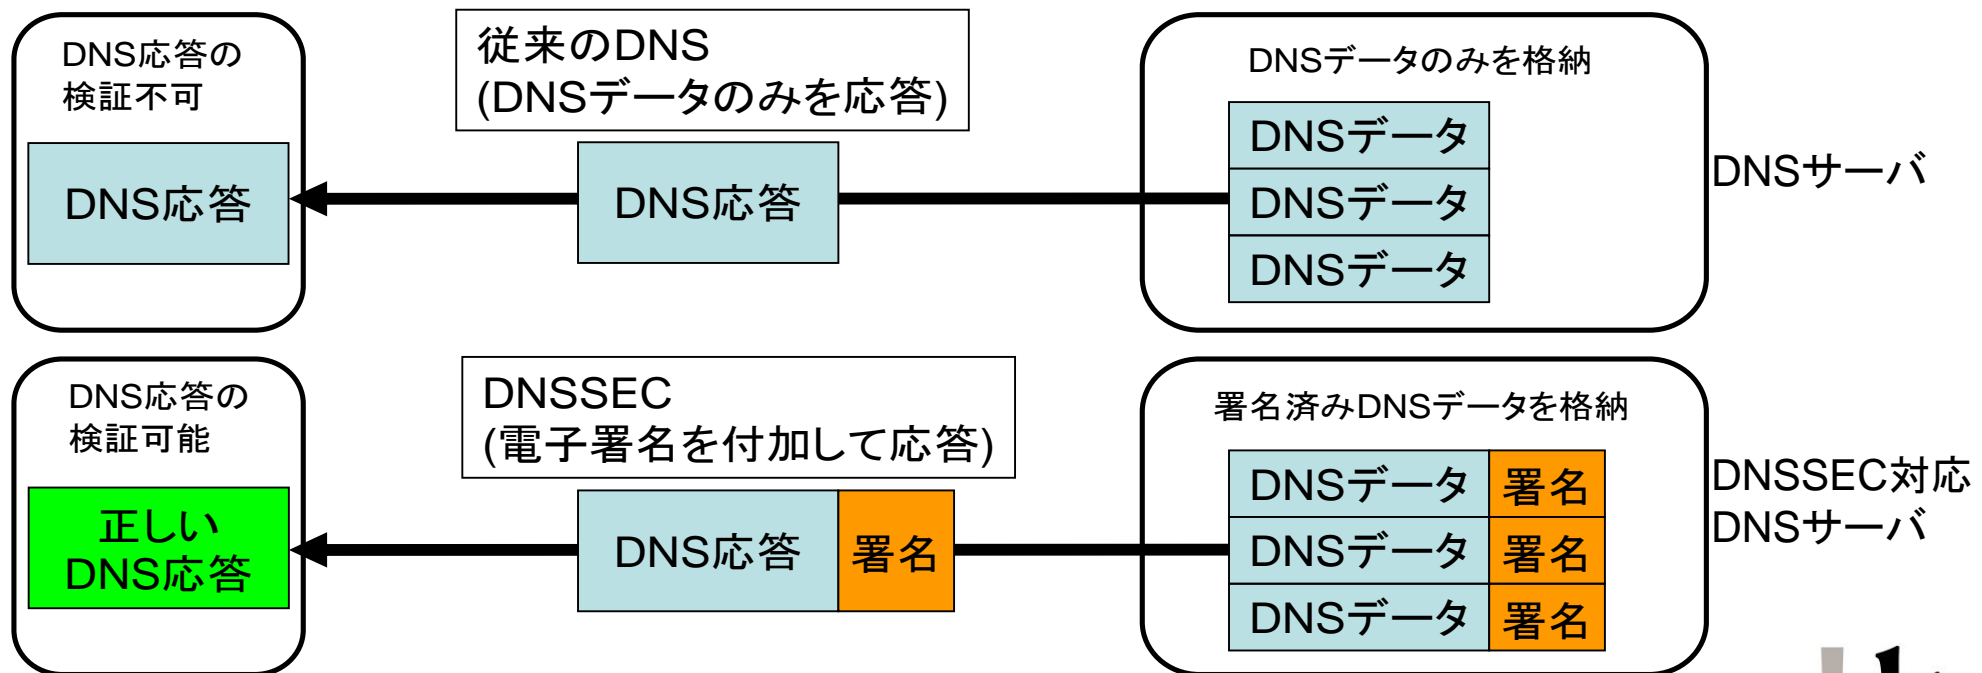 DNS応答の
検証不可
DNS応答
従来のDNS
(DNSデータのみを応答)
DNS応答
DNSデータのみを格納
DNSデータ
DNSデータ
DNSデータ
DNSサーバ
DNS応答の
検証可能
正しい
DNS応答
DNSSEC
(電子署名を付加して応答)
DNS応答 署名
署名済みDNSデータを格納
DNSデータ 署名
DNSデータ 署名
DNSデータ 署名
DNSSEC対応
DNSサーバ